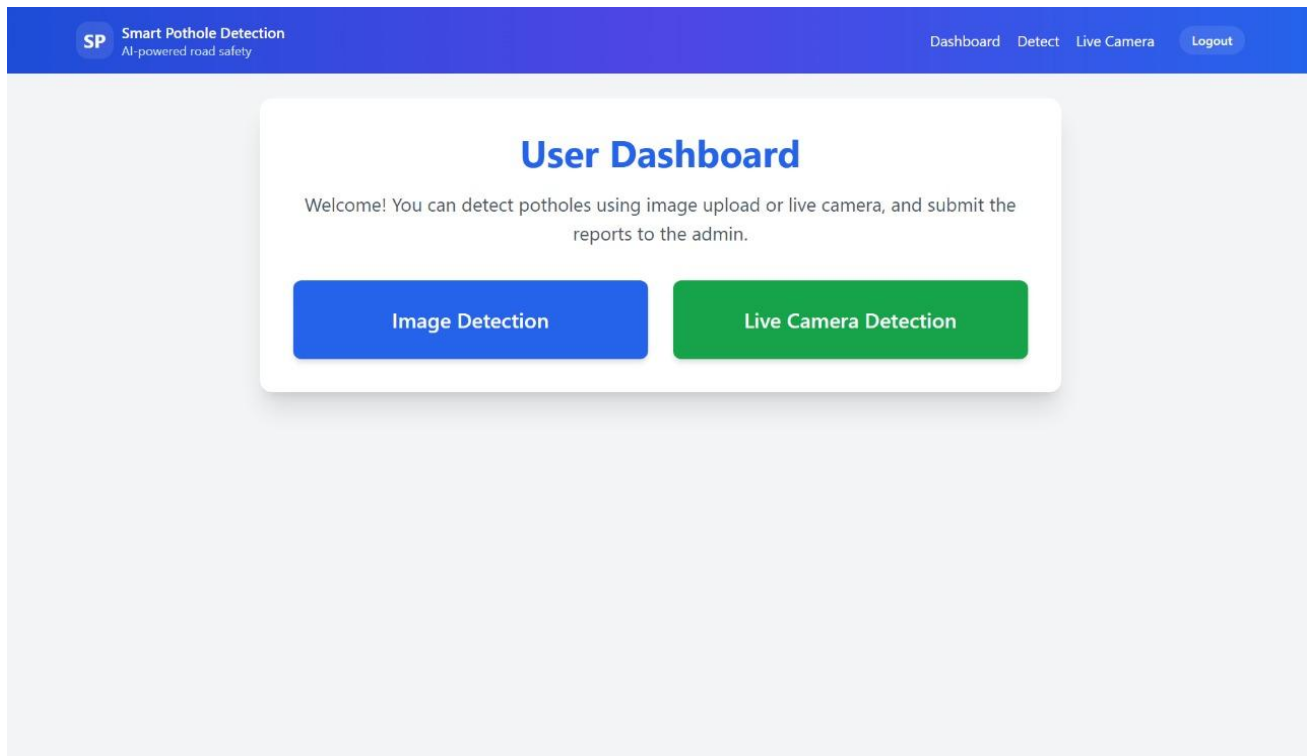 SP
Smart Pothole Detection
AI-powered road safety
Dashboard
Detect
Live Camera
Logout
User Dashboard
Welcome! You can detect potholes using image upload or live camera, and submit the
reports to the admin.
Image Detection
Live Camera Detection